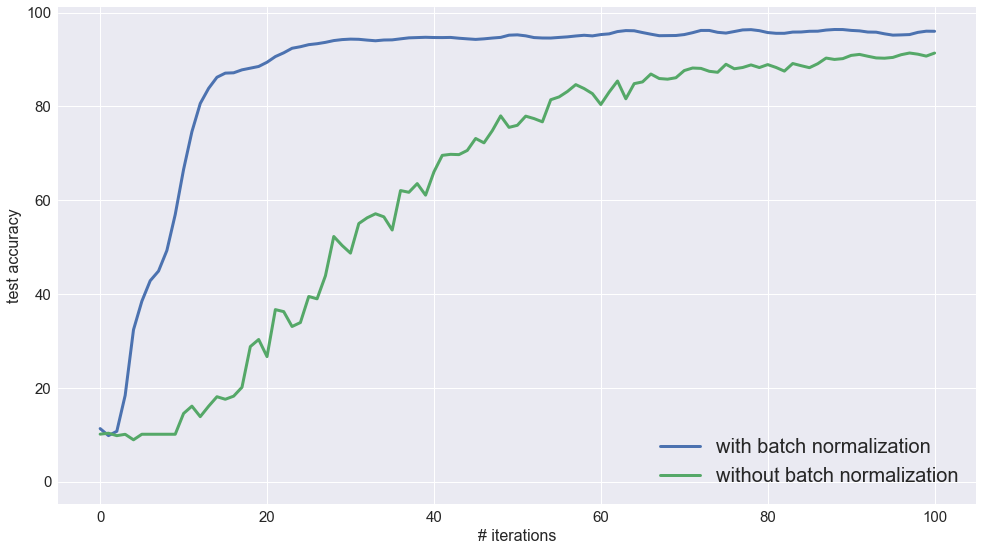 100
80
60
40
20
0
test accuracy
with batch normalization
without batch normalization
0 20 40 60 80 100
# iterations